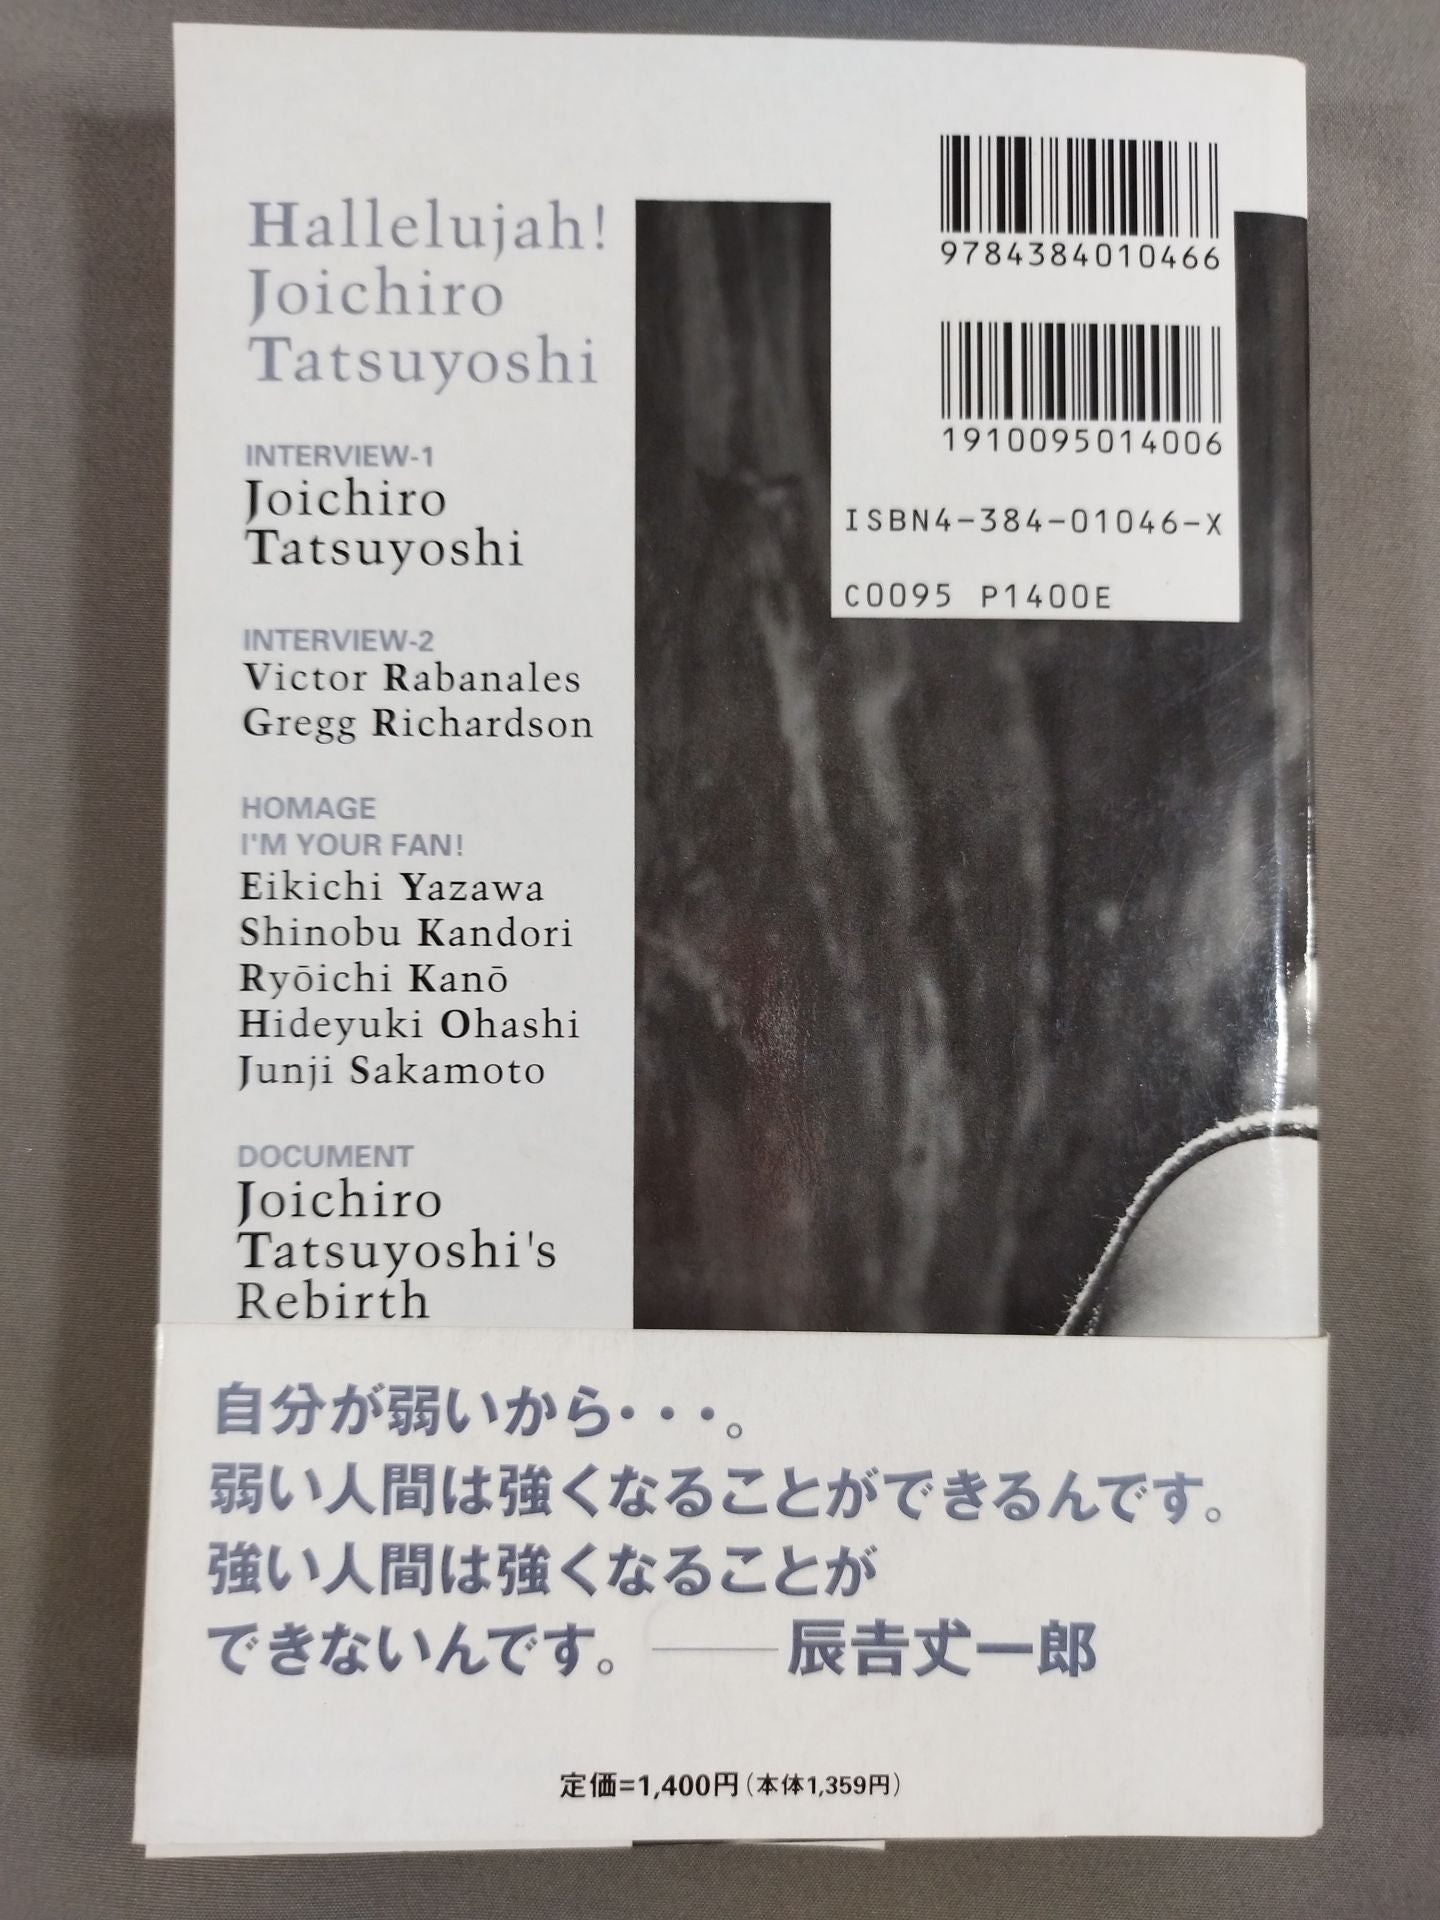 Hallelujah!
Joichiro
Tatsuyoshi
INTERVIEW-1
Joichiro
Tatsuyoshi
INTERVIEW-2
Victor Rabanales
Gregg Richardson
HOMAGE
I'M YOUR FAN!
Eikichi Yazawa
Shinobu Kandori
Ryōichi Kanō
Hideyuki Ohashi
Junji Sakamoto
DOCUMENT
Joichiro
Tatsuyoshi's
Rebirth
9784384010466
1910095014006
ISBN4-384-01046-X
C0095 P1400E
自分が弱いから・・・。
弱い人間は強くなることができるんです。
強い人間は強くなることが
できないんです。――辰𠮷丈一郎
定価=1,400円(本体1,359円)